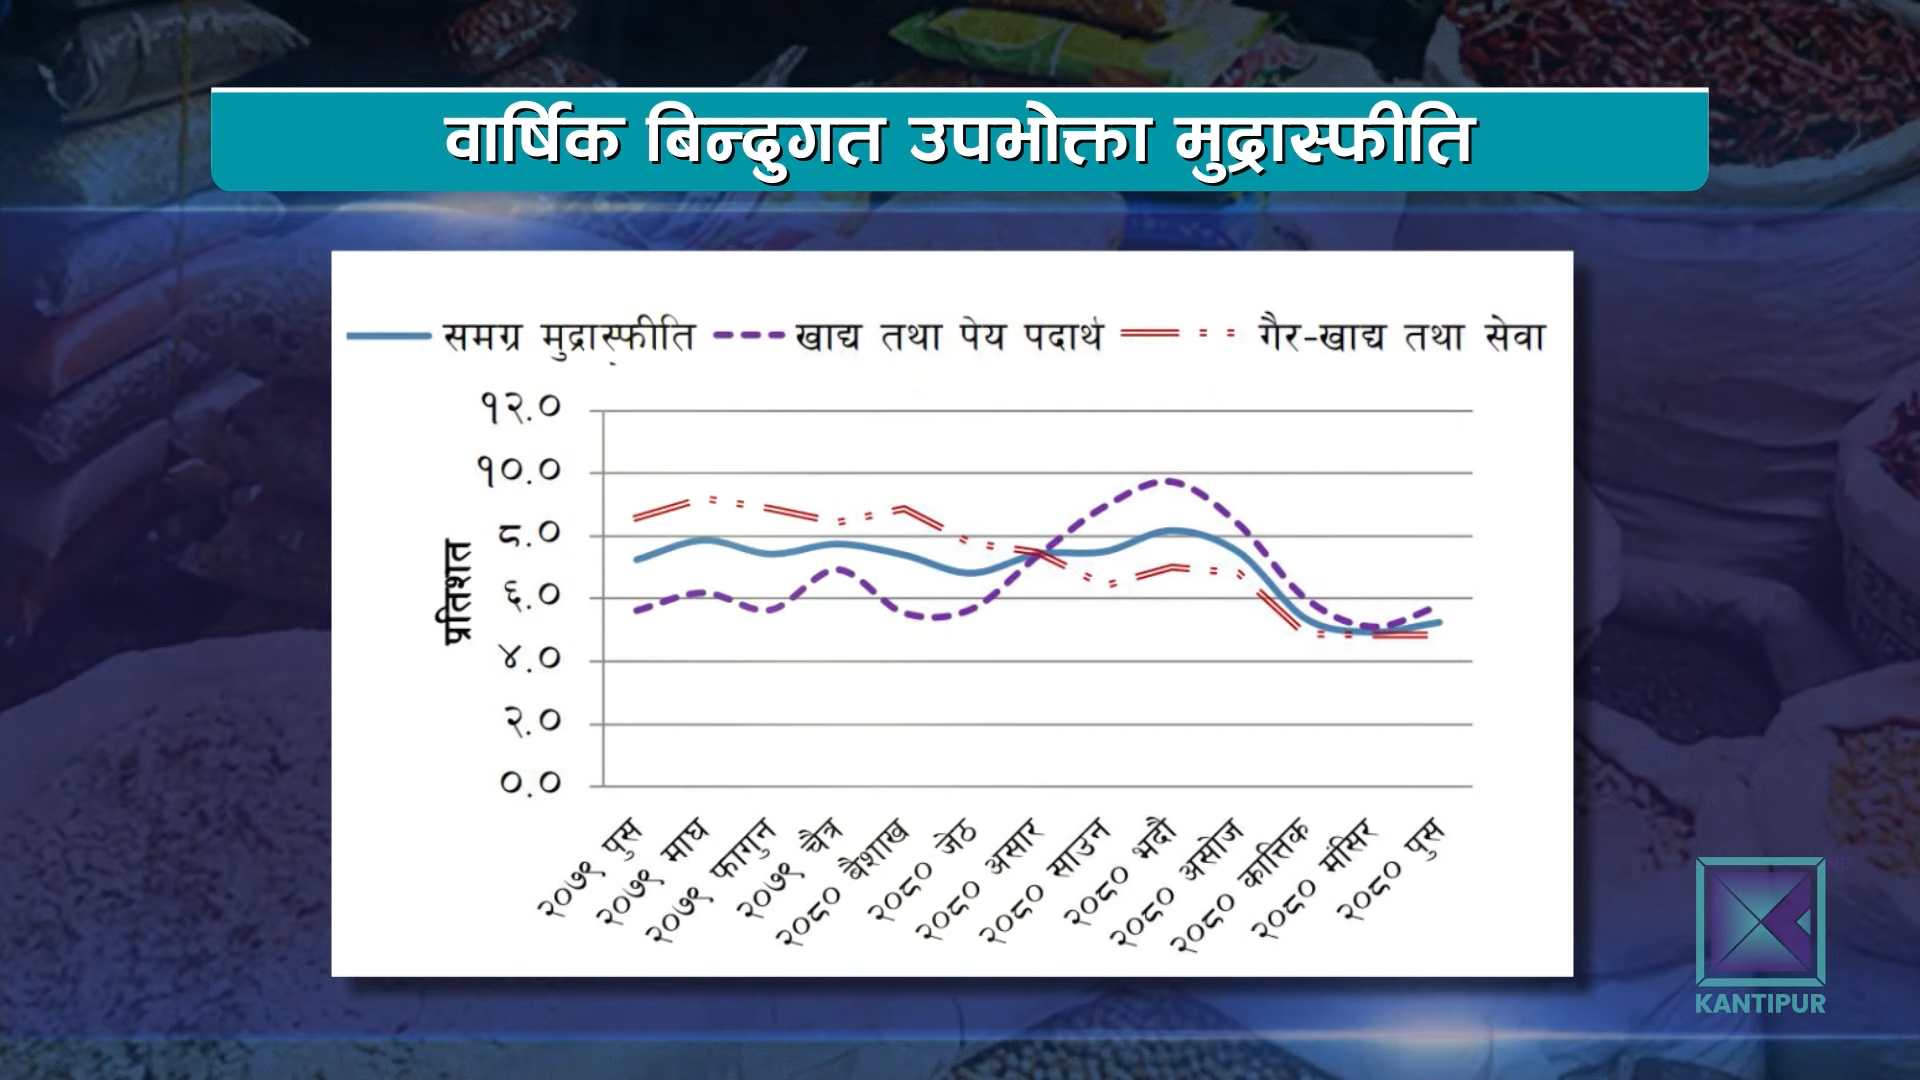 वार्षिक बिन्दुगत उपभोक्ता मुद्रास्फीति
समग्र मुद्रास्फीति खाद्य तथा पेय पदार्थ गैर-खाद्य तथा सेवा
१२.०
१०.०
८.०
६.०
४.०
२.०
०.०
प्रतिशत
२०७९ पुस
२०७९ माघ
२०७९ फागुन
२०७९ चैत्र
२०८० बैशाख
२०८० जेठ
२०८० असार
२०८० साउन
२०८० भदौ
२०८० असोज
२०८० कात्तिक
२०८० मंसिर
२०८० पुस
KANTIPUR